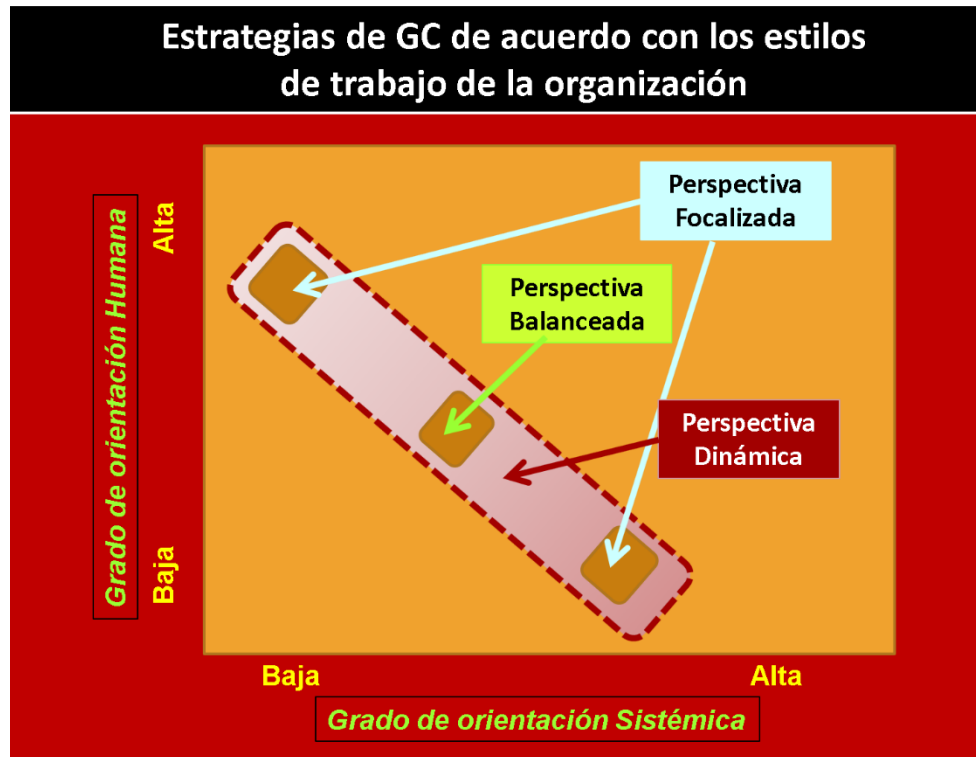 Estrategias de GC de acuerdo con los estilos
de trabajo de la organización
Perspectiva
Focalizada
Perspectiva
Balanceada
Perspectiva
Dinámica
Grado de orientación Humana
Alta
Baja
Baja
Alta
Grado de orientación Sistémica